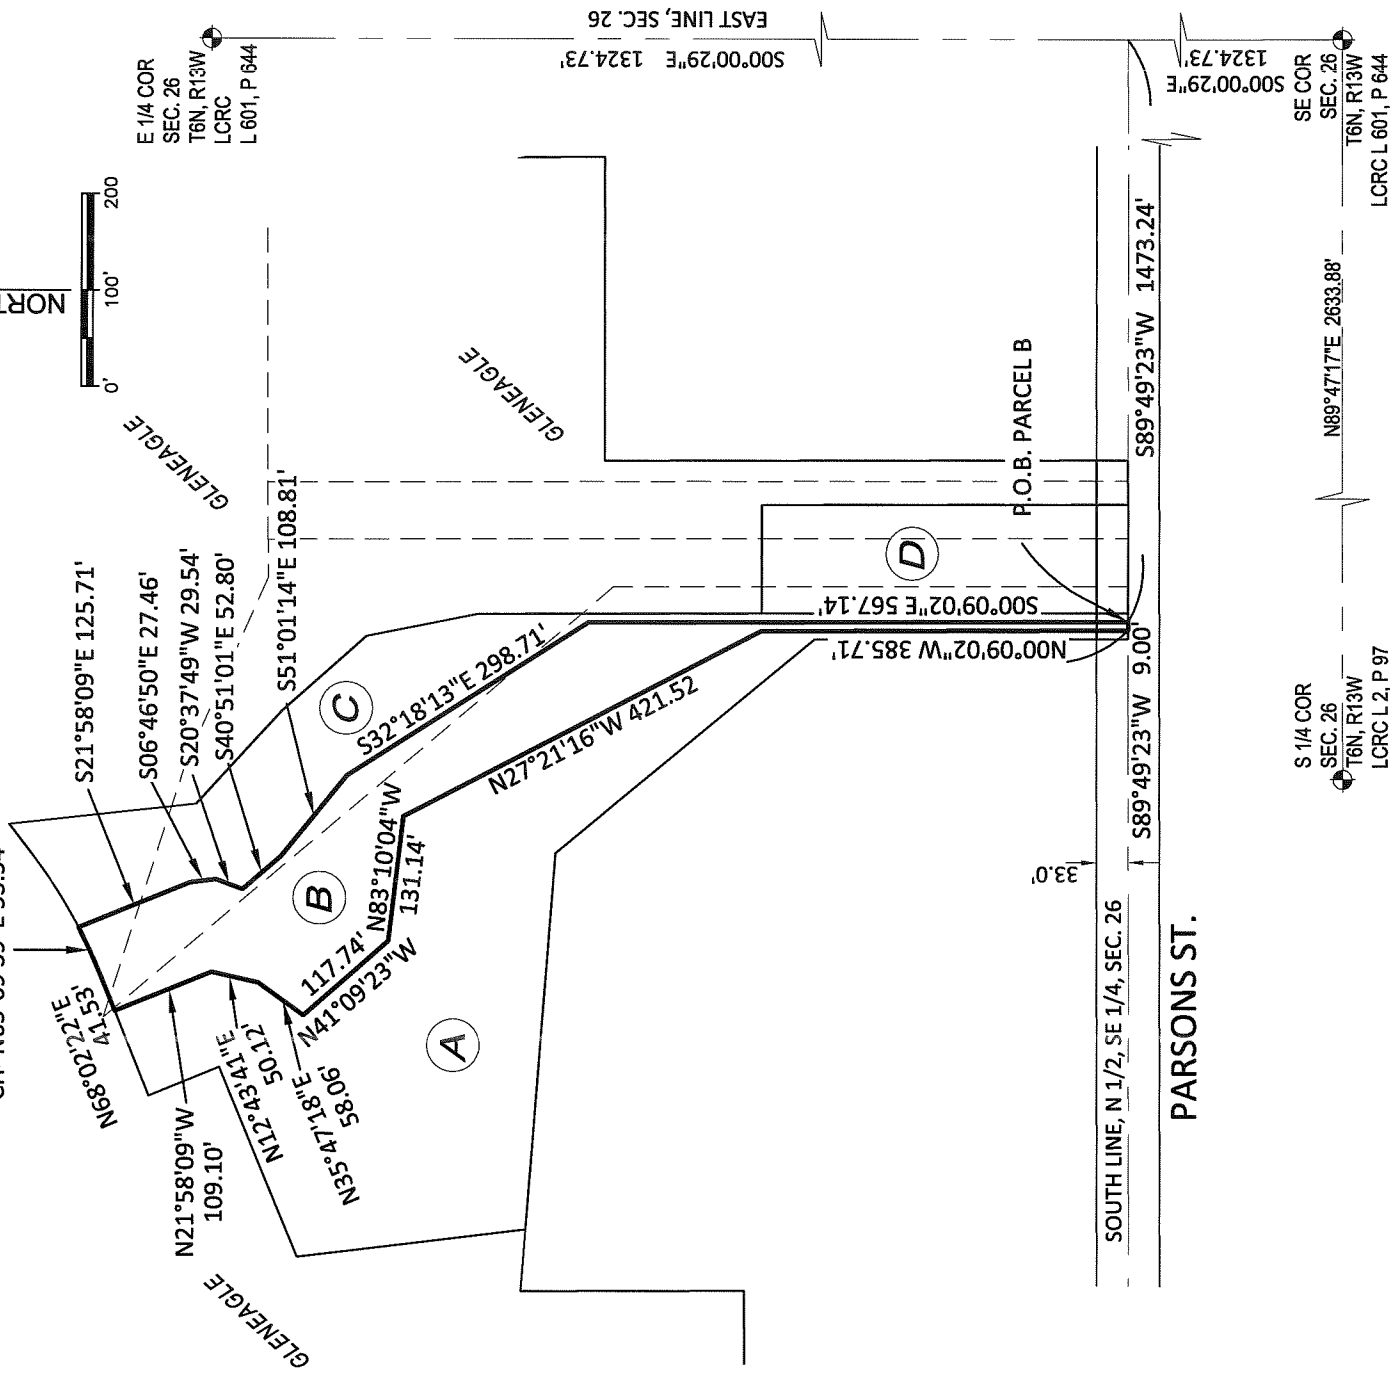 NORT
0'
100'
200
E 1/4 COR
SEC. 26
T6N, R13W
LCRC
L 601, P 644
EAST LINE, SEC. 26
S00°00'29"E 1324.73'
S00°00'29"E
1324.73'
SE COR
SEC. 26
T6N, R13W
LCRC L 601, P 644
GLENEAGLE
GLENEAGLE
GLENEAGLE
N68°02'22"E
41.53'
S21°58'09"E 125.71'
S06°46'50"E 27.46'
S20°37'49"W 29.54'
S40°51'01"E 52.80'
S51°01'14"E 108.81'
S32°18'13"E 298.71'
S00°09'02"E 567.14'
N21°58'09"W
109.10'
N12°43'41"E
50.12'
N35°47'18"E
58.06'
117.74'
N41°09'23"W
N83°10'04"W
131.14'
N27°21'16"W 421.52
N00°09'02"W 385.71'
A
B
C
D
P.O.B. PARCEL B
S89°49'23"W 1473.24'
S89°49'23"W 9.00'
33.0'
SOUTH LINE, N 1/2, SE 1/4, SEC. 26
PARSONS ST.
N89°47'17"E 2633.88'
S 1/4 COR
SEC. 26
T6N, R13W
LCRC L 2, P 97